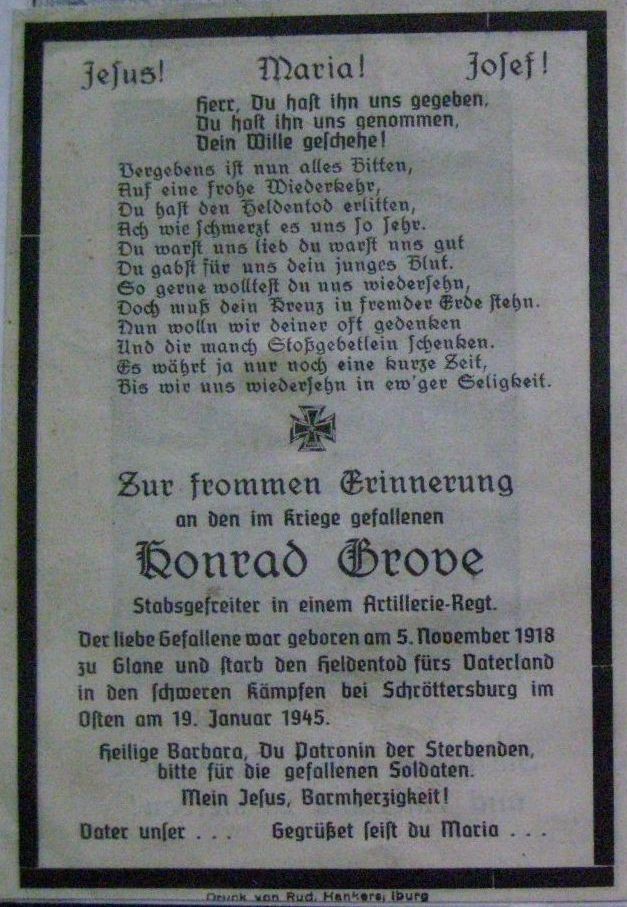 Jesus! Maria! Josef!
Herr, Du hast ihn uns gegeben,
Du hast ihn uns genommen,
Dein Wille geschehe!
Vergebens ist nun alles Bitten,
Auf eine frohe Wiederkehr,
Du hast den Heldentod erlitten,
Ach wie schmerzt es uns so sehr.
Du warst uns lieb du warst uns gut
Du gabst für uns dein junges Blut.
So gerne wolltest du uns wiedersehn,
Doch muß dein Kreuz in fremder Erde stehn.
Nun wolln wir deiner oft gedenken
Und dir manch Stoßgebetlein schenken.
Es währt ja nur noch eine kurze Zeit,
Bis wir uns wiedersehn in ew'ger Seligkeit.
Zur frommen Erinnerung
an den im Kriege gefallenen
Konrad Grove
Stabsgefreiter in einem Artillerie-Regt.
Der liebe Gefallene war geboren am 5. November 1918
zu Glane und starb den Heldentod fürs Vaterland
in den schweren Kämpfen bei Schröttersburg im
Osten am 19. Januar 1945.
Heilige Barbara, Du Patronin der Sterbenden,
bitte für die gefallenen Soldaten.
Mein Jesus, Barmherzigkeit!
Vater unser . . . Gegrüßet seist du Maria . . .
Druck von Rud. Hankers, Iburg